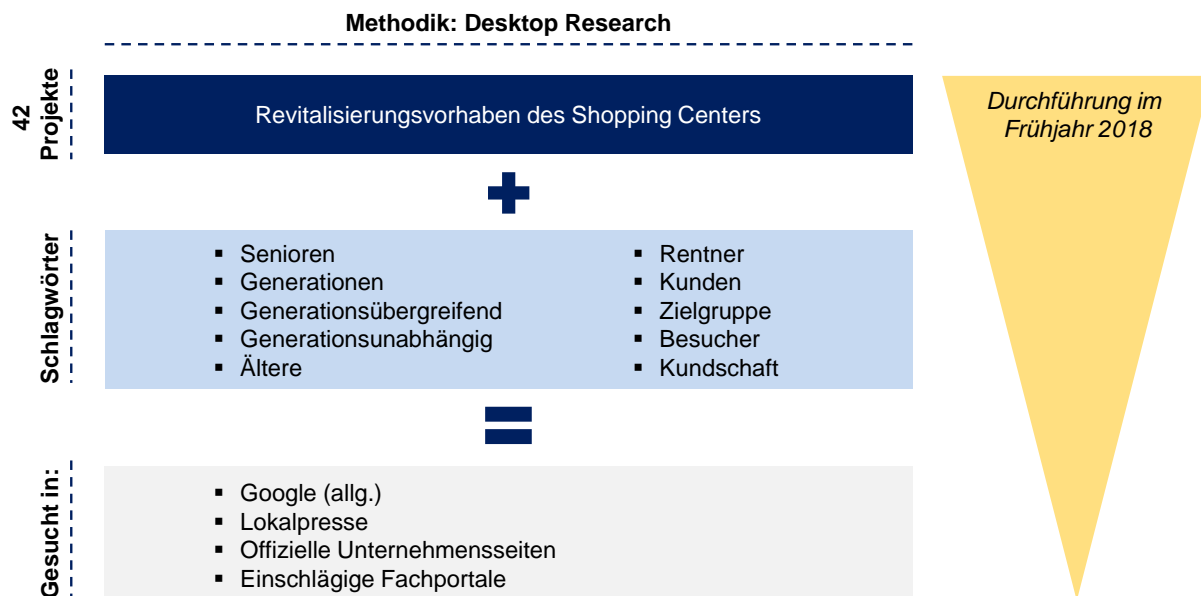 Methodik: Desktop Research
42
Projekte
Revitalisierungsvorhaben des Shopping Centers
Durchführung im
Frühjahr 2018
Schlagwörter
▪ Senioren
▪ Generationen
▪ Generationsübergreifend
▪ Generationsunabhängig
▪ Ältere
▪ Rentner
▪ Kunden
▪ Zielgruppe
▪ Besucher
▪ Kundschaft
Gesucht in:
▪ Google (allg.)
▪ Lokalpresse
▪ Offizielle Unternehmensseiten
▪ Einschlägige Fachportale